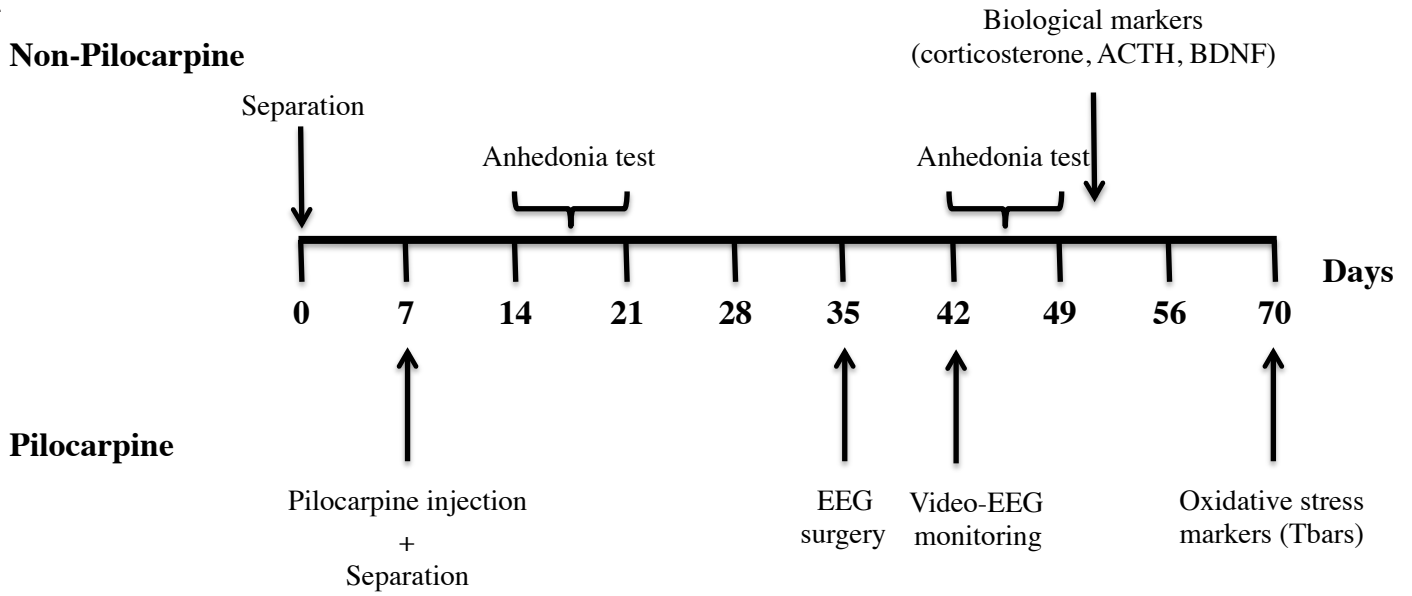 Non-Pilocarpine
Biological markers
(corticosterone, ACTH, BDNF)
Separation
Anhedonia test
Anhedonia test
Days
0 7 14 21 28 35 42 49 56 70
Pilocarpine
Pilocarpine injection
+
Separation
EEG
surgery
Video-EEG
monitoring
Oxidative stress
markers (Tbars)